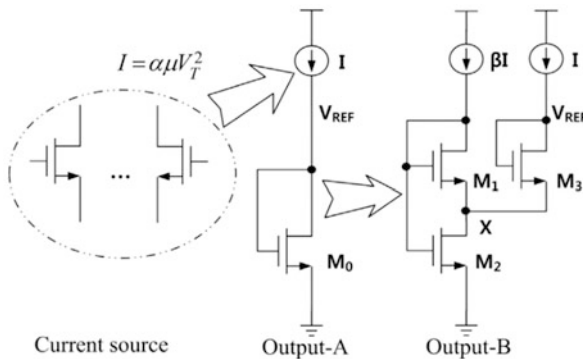 I = αμV_T^2
I
βI
I
V_REF
V_REF
...
M_1
M_3
X
M_0
M_2
Current source
Output-A
Output-B